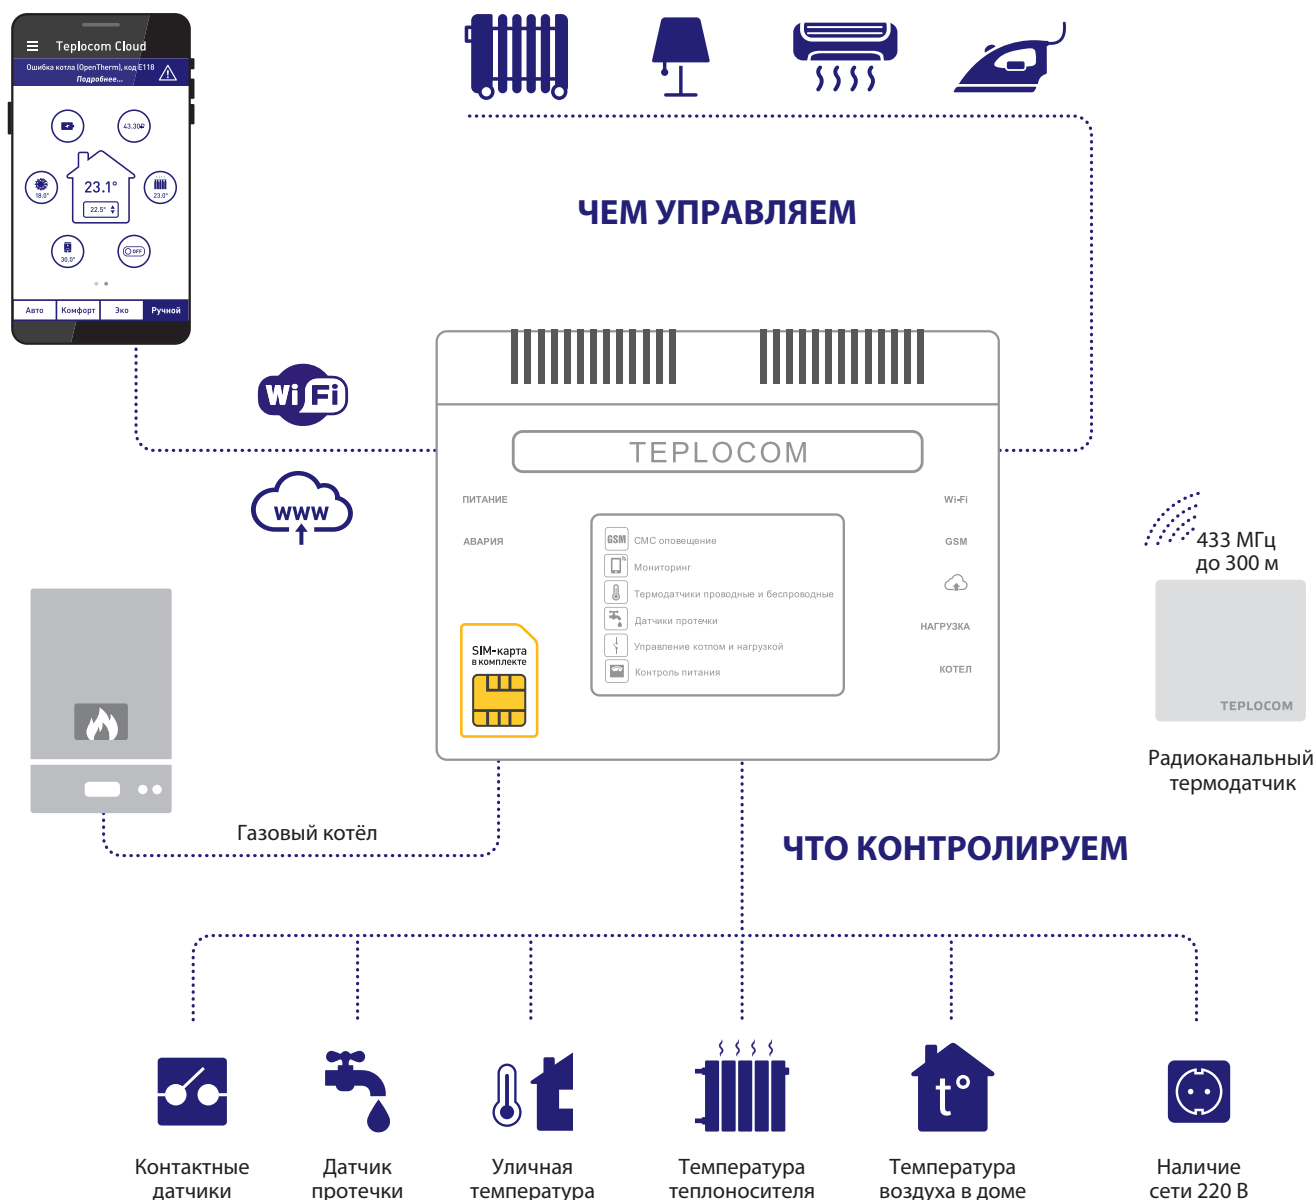 Teplocom Cloud
Ошибка котла (OpenTherm), код E118
Подробнее...
43.30₽
18.0°
23.1°
22.5°
23.0°
30.0°
OFF
Авто Комфорт Эко Ручной
ЧЕМ УПРАВЛЯЕМ
Wi Fi
www
TEPLOCOM
ПИТАНИЕ
АВАРИЯ
SIM-карта
в комплекте
GSM СМС оповещение
Мониторинг
Термодатчики проводные и беспроводные
Датчики протечки
Управление котлом и нагрузкой
Контроль питания
Wi-Fi
GSM
НАГРУЗКА
КОТЕЛ
433 МГц
до 300 м
TEPLOCOM
Радиоканальный
термодатчик
Газовый котёл
ЧТО КОНТРОЛИРУЕМ
t°
Контактные
датчики
Датчик
протечки
Уличная
температура
Температура
теплоносителя
Температура
воздуха в доме
Наличие
сети 220 В